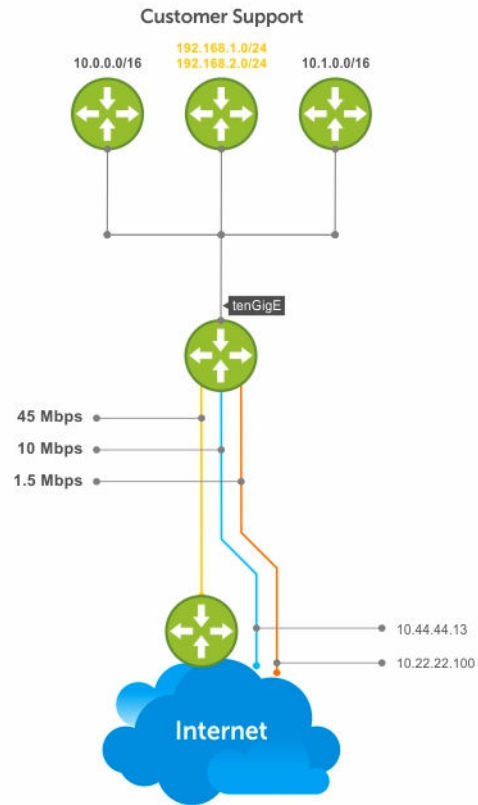 Customer Support
10.0.0.0/16
192.168.1.0/24
192.168.2.0/24
10.1.0.0/16
tenGigE
45 Mbps
10 Mbps
1.5 Mbps
10.44.44.13
10.22.22.100
Internet